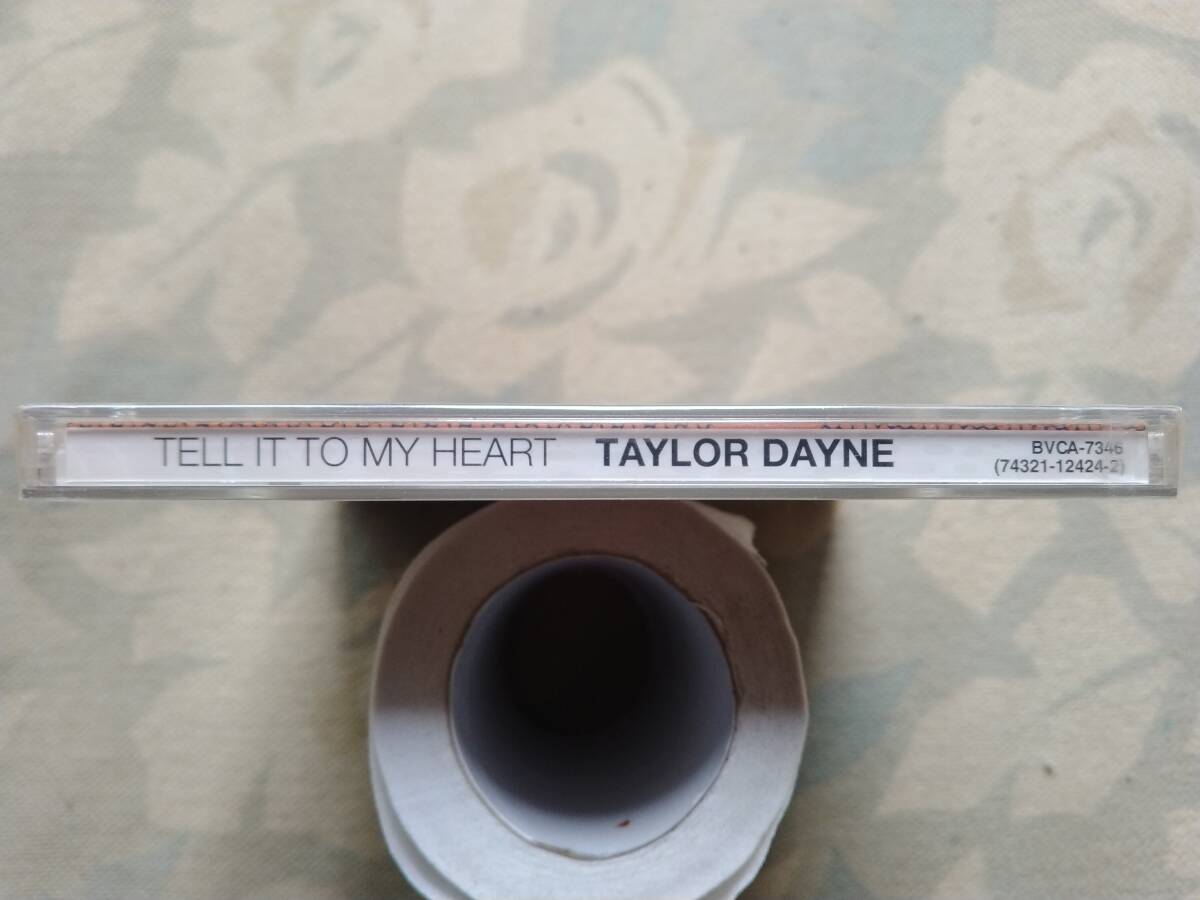 TELL IT TO MY HEART TAYLOR DAYNE
BVCA-7346
(74321-12424-2)